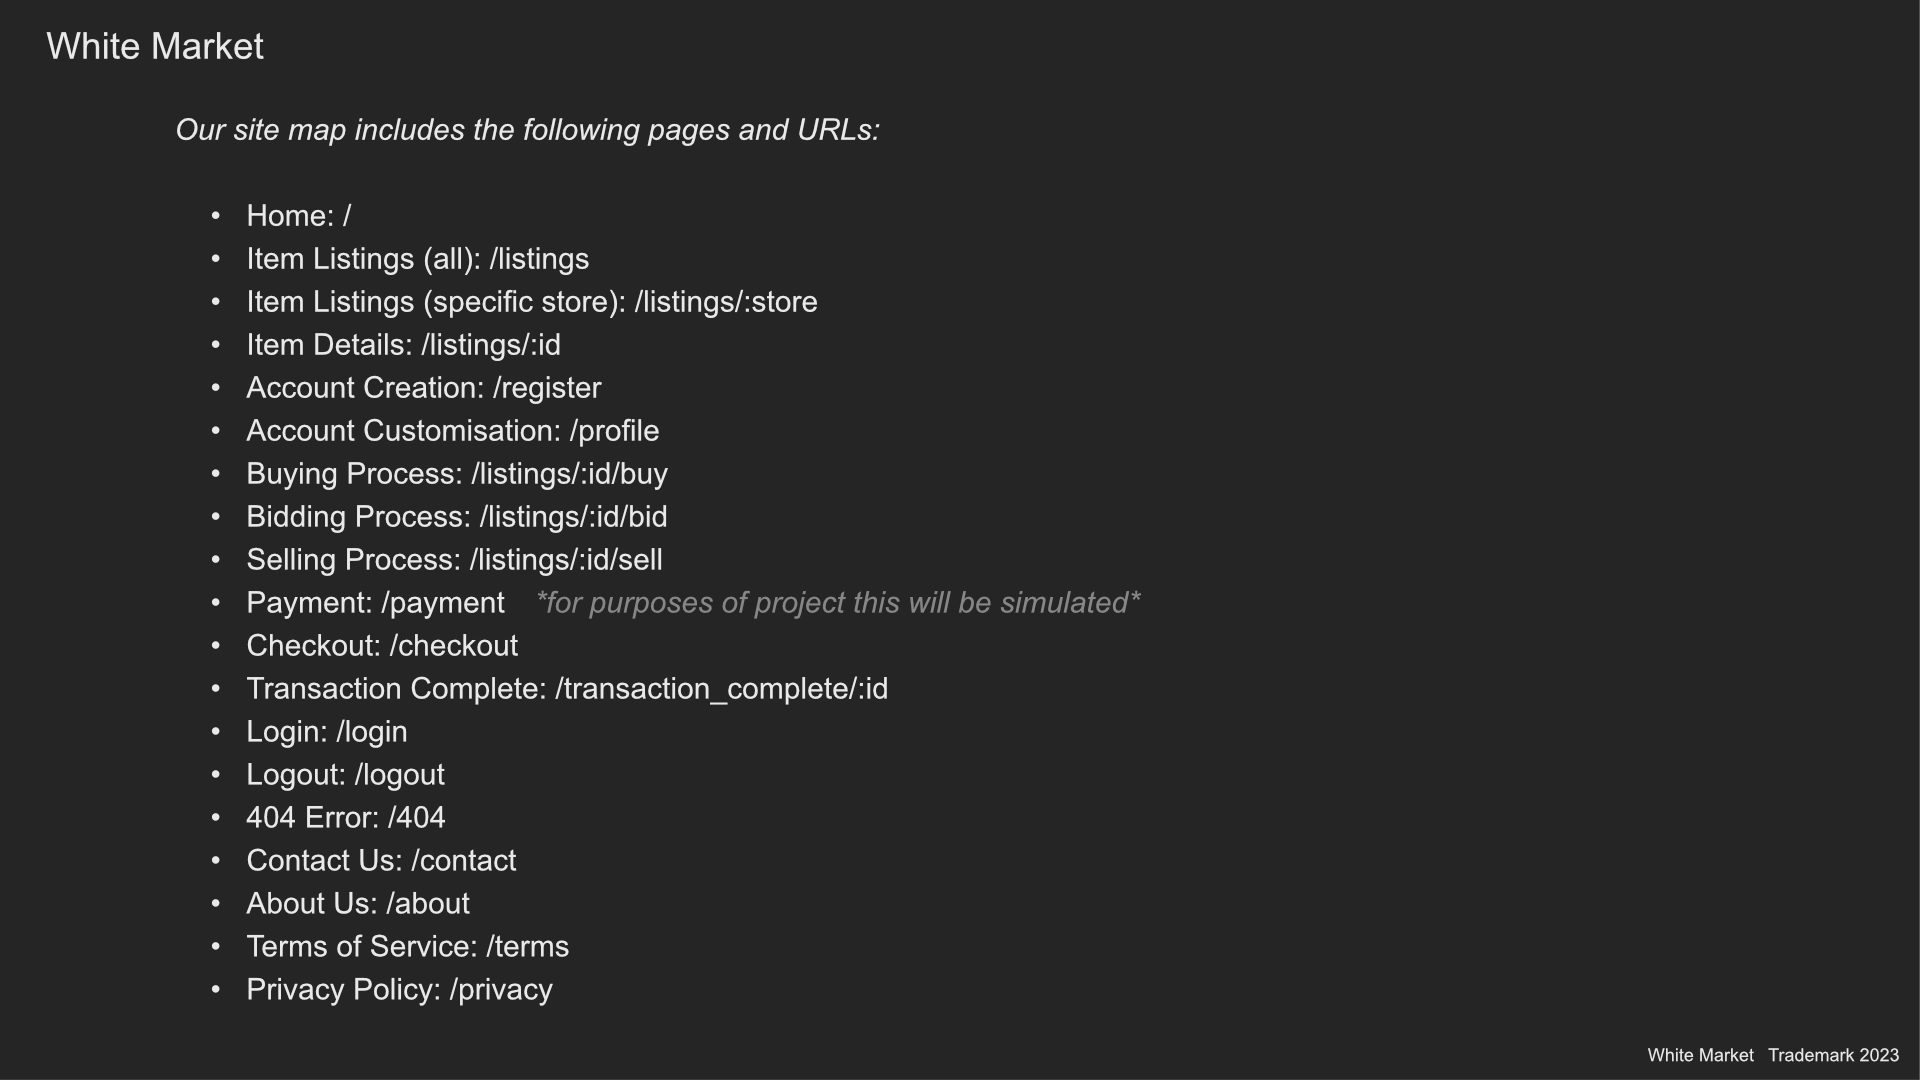 White Market
Our site map includes the following pages and URLs:
• Home: /
• Item Listings (all): /listings
• Item Listings (specific store): /listings/:store
• Item Details: /listings/:id
• Account Creation: /register
• Account Customisation: /profile
• Buying Process: /listings/:id/buy
• Bidding Process: /listings/:id/bid
• Selling Process: /listings/:id/sell
• Payment: /payment *for purposes of project this will be simulated*
• Checkout: /checkout
• Transaction Complete: /transaction_complete/:id
• Login: /login
• Logout: /logout
• 404 Error: /404
• Contact Us: /contact
• About Us: /about
• Terms of Service: /terms
• Privacy Policy: /privacy
White Market Trademark 2023